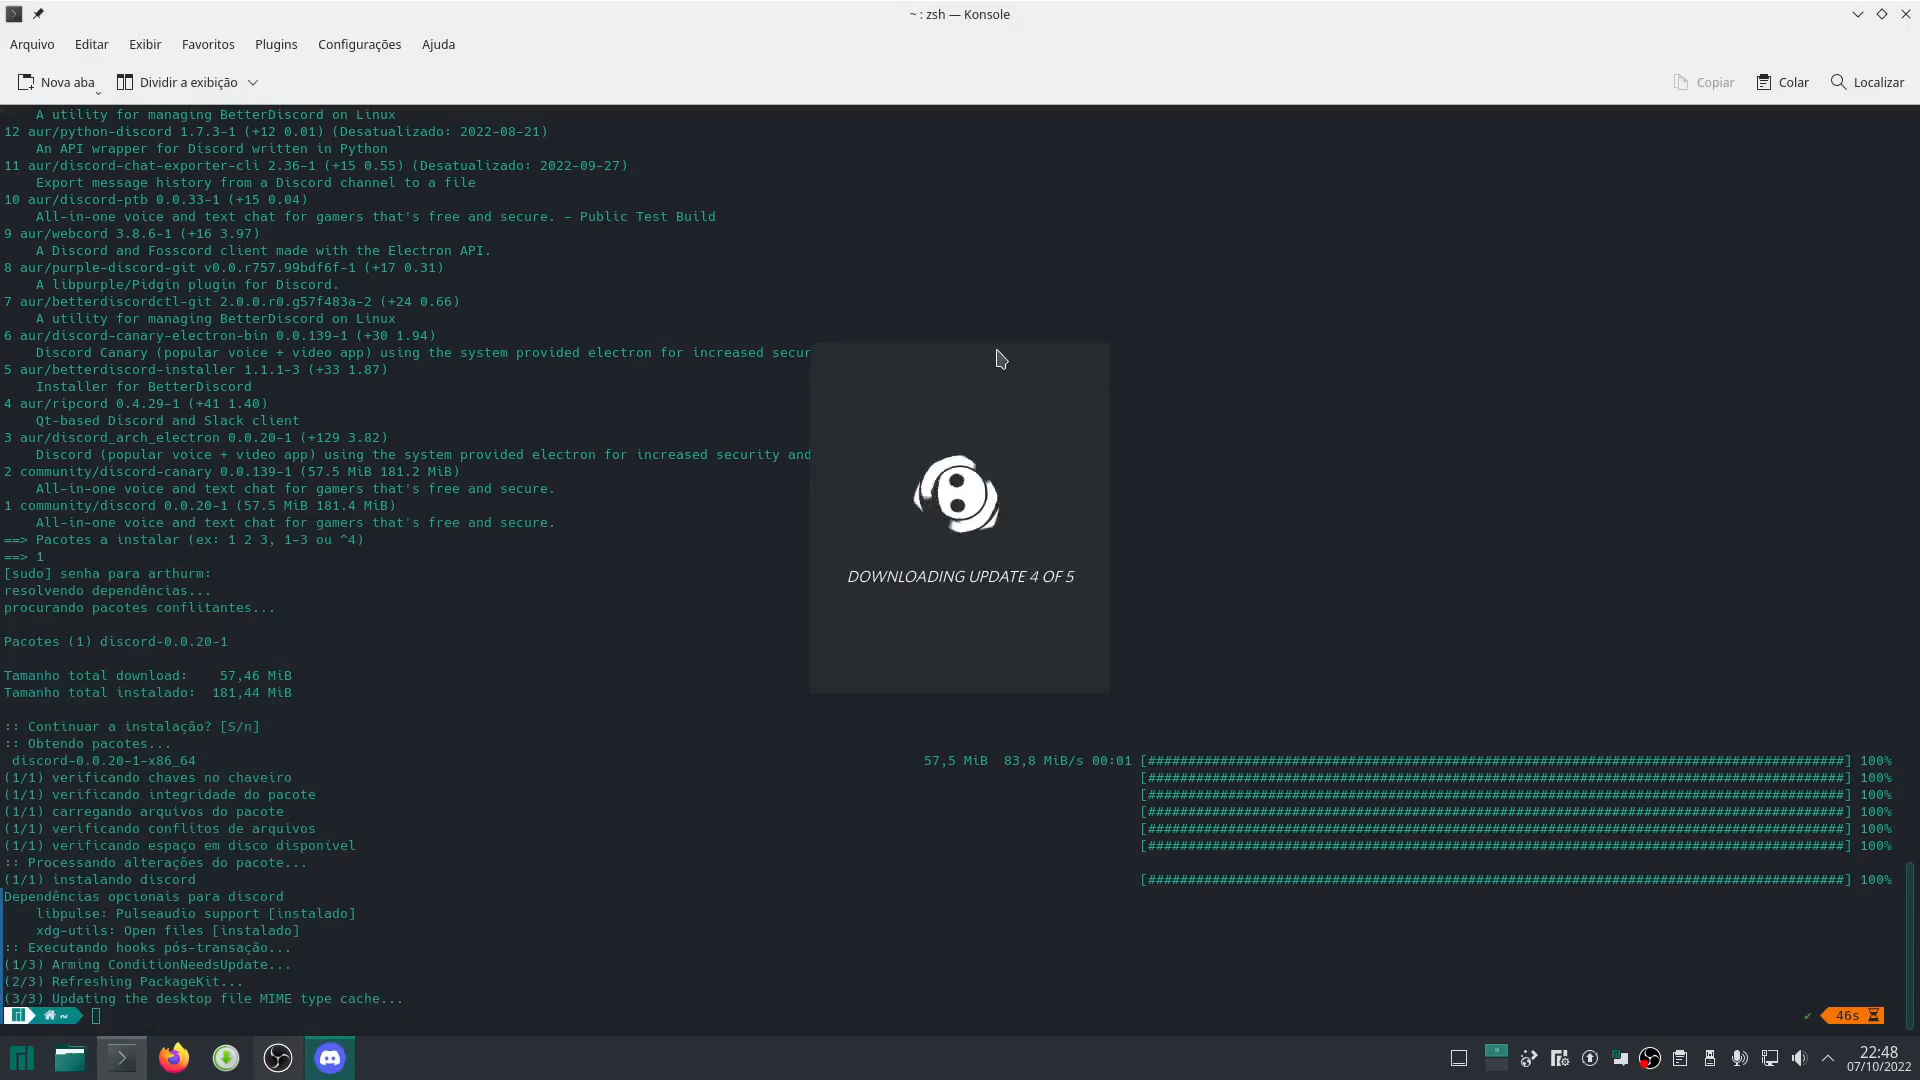 ~ : zsh — Konsole
Arquivo Editar Exibir Favoritos Plugins Configurações Ajuda
Nova aba Dividir a exibição Copiar Colar Localizar
A utility for managing BetterDiscord on Linux
12 aur/python-discord 1.7.3-1 (+12 0.01) (Desatualizado: 2022-08-21)
An API wrapper for Discord written in Python
11 aur/discord-chat-exporter-cli 2.36-1 (+15 0.55) (Desatualizado: 2022-09-27)
Export message history from a Discord channel to a file
10 aur/discord-ptb 0.0.33-1 (+15 0.04)
All-in-one voice and text chat for gamers that's free and secure. - Public Test Build
9 aur/webcord 3.8.6-1 (+16 3.97)
A Discord and Fosscord client made with the Electron API.
8 aur/purple-discord-git v0.0.r757.99bdf6f-1 (+17 0.31)
A libpurple/Pidgin plugin for Discord.
7 aur/betterdiscordctl-git 2.0.0.r0.g57f483a-2 (+24 0.66)
A utility for managing BetterDiscord on Linux
6 aur/discord-canary-electron-bin 0.0.139-1 (+30 1.94)
Discord Canary (popular voice + video app) using the system provided electron for increased secur
5 aur/betterdiscord-installer 1.1.1-3 (+33 1.87)
Installer for BetterDiscord
4 aur/ripcord 0.4.29-1 (+41 1.40)
Qt-based Discord and Slack client
3 aur/discord_arch_electron 0.0.20-1 (+129 3.82)
Discord (popular voice + video app) using the system provided electron for increased security and
2 community/discord-canary 0.0.139-1 (57.5 MiB 181.2 MiB)
All-in-one voice and text chat for gamers that's free and secure.
1 community/discord 0.0.20-1 (57.5 MiB 181.4 MiB)
All-in-one voice and text chat for gamers that's free and secure.
==> Pacotes a instalar (ex: 1 2 3, 1-3 ou ^4)
==> 1
[sudo] senha para arthurm:
resolvendo dependências...
procurando pacotes conflitantes...
Pacotes (1) discord-0.0.20-1
Tamanho total download: 57,46 MiB
Tamanho total instalado: 181,44 MiB
:: Continuar a instalação? [S/n]
:: Obtendo pacotes...
discord-0.0.20-1-x86_64 57,5 MiB 83,8 MiB/s 00:01 [#######################################################################################] 100%
(1/1) verificando chaves no chaveiro [#######################################################################################] 100%
(1/1) verificando integridade do pacote [#######################################################################################] 100%
(1/1) carregando arquivos do pacote [#######################################################################################] 100%
(1/1) verificando conflitos de arquivos [#######################################################################################] 100%
(1/1) verificando espaço em disco disponível [#######################################################################################] 100%
:: Processando alterações do pacote...
(1/1) instalando discord [#######################################################################################] 100%
Dependências opcionais para discord
libpulse: Pulseaudio support [instalado]
xdg-utils: Open files [instalado]
:: Executando hooks pós-transação...
(1/3) Arming ConditionNeedsUpdate...
(2/3) Refreshing PackageKit...
(3/3) Updating the desktop file MIME type cache...
~ ✔ 46s
DOWNLOADING UPDATE 4 OF 5
22:48
07/10/2022